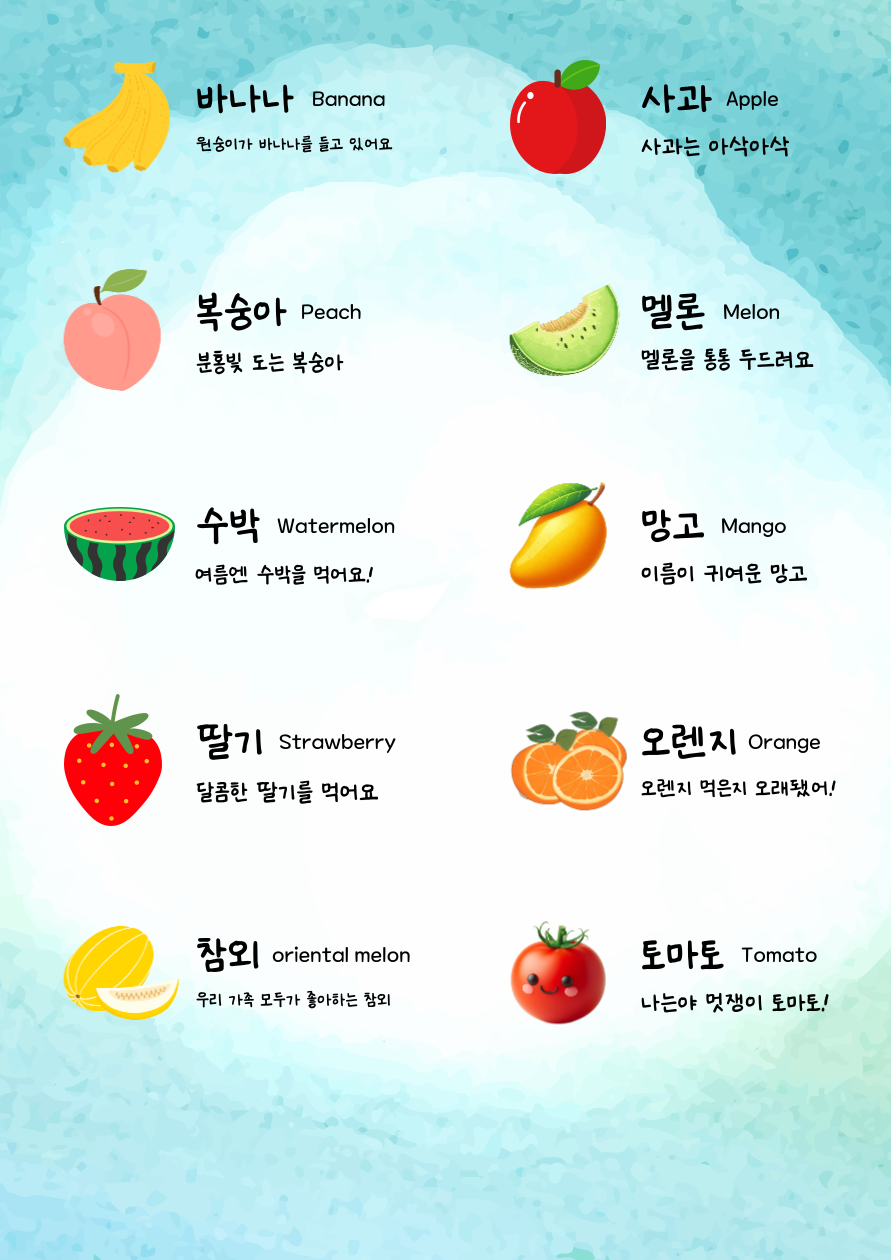 바나나 Banana
원숭이가 바나나를 들고 있어요
사과 Apple
사과는 아삭아삭
복숭아 Peach
분홍빛 도는 복숭아
멜론 Melon
멜론을 통통 두드려요
수박 Watermelon
여름엔 수박을 먹어요!
망고 Mango
이름이 귀여운 망고
딸기 Strawberry
달콤한 딸기를 먹어요
오렌지 Orange
오렌지 먹은지 오래됐어!
참외 oriental melon
우리 가족 모두가 좋아하는 참외
토마토 Tomato
나는야 멋쟁이 토마토!